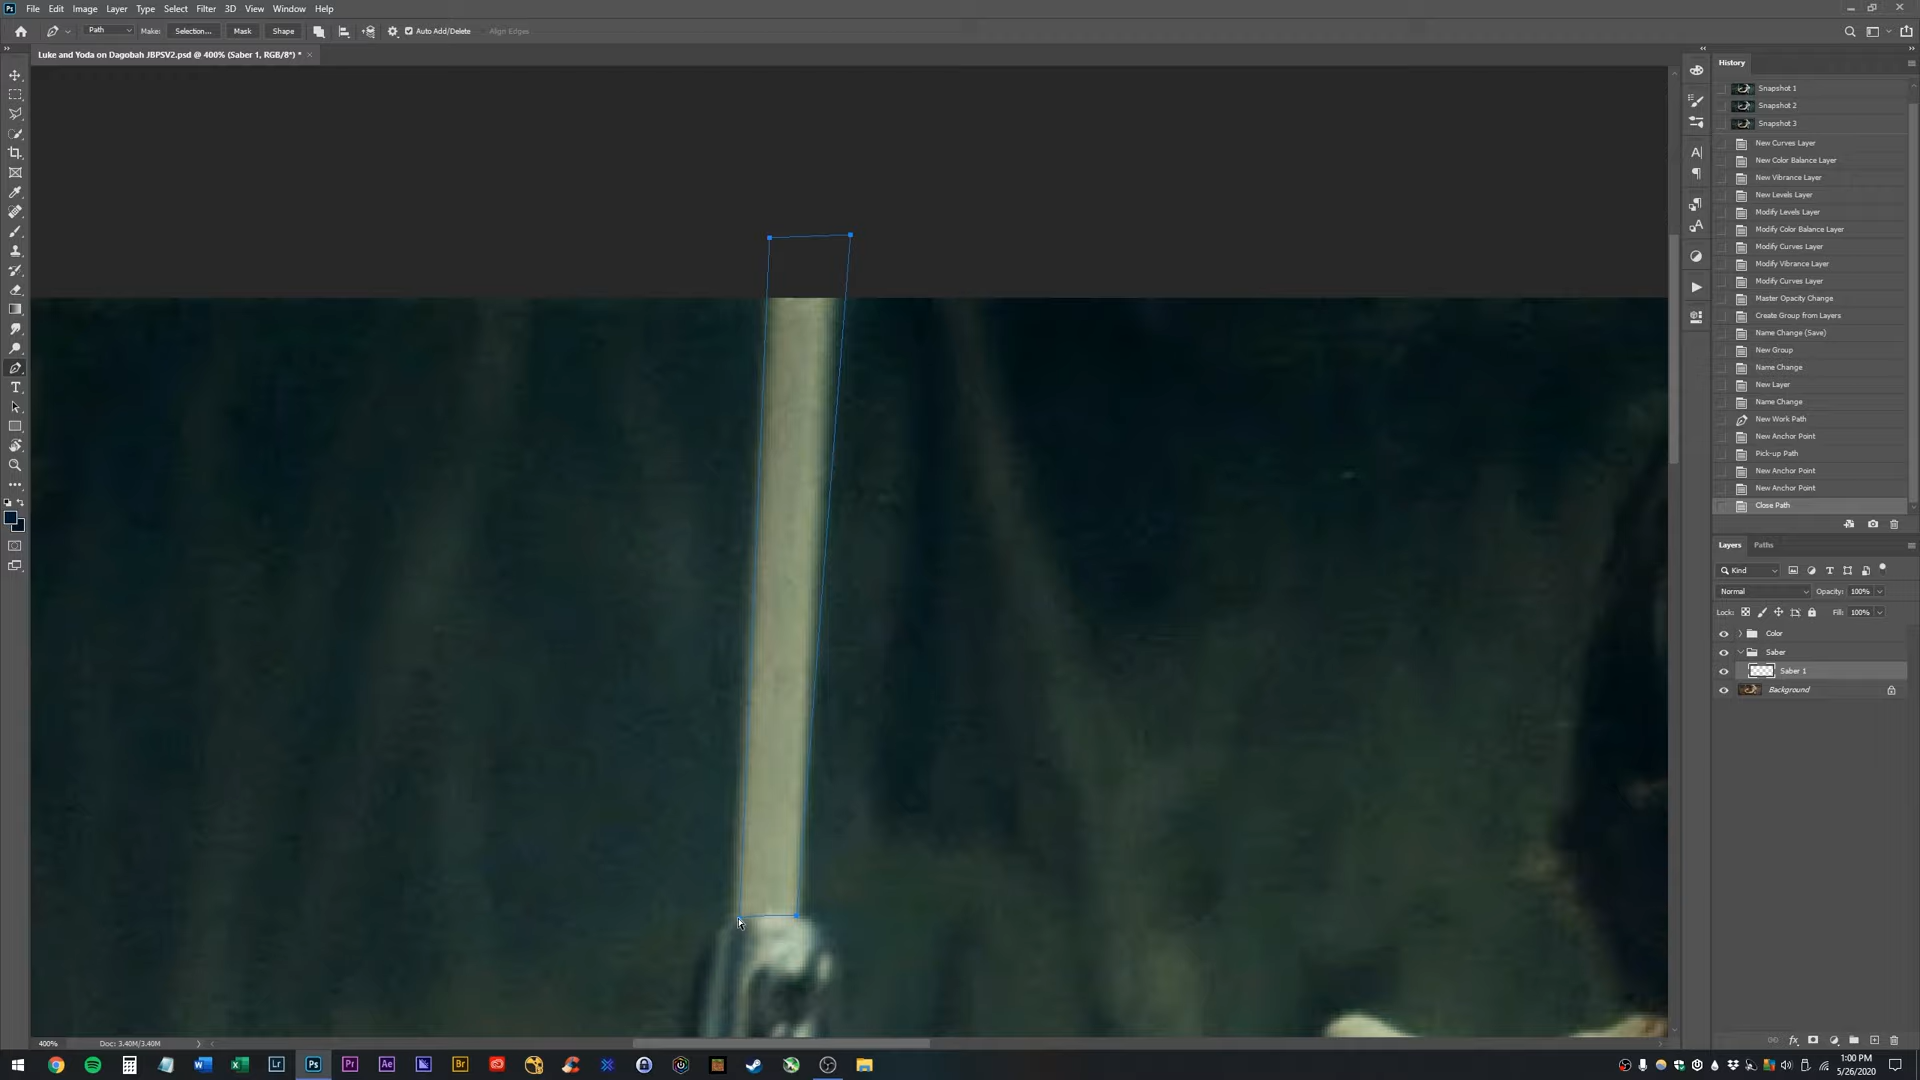 File Edit Image Layer Type Select Filter 3D View Window Help
Path Make: Selection... Mask Shape Auto Add/Delete Align Edges
Luke and Yoda on Dagobah JBPSV2.psd @ 400% (Saber 1, RGB/8*) *
History
Snapshot 1
Snapshot 2
Snapshot 3
New Curves Layer
New Color Balance Layer
New Vibrance Layer
New Levels Layer
Modify Levels Layer
Modify Color Balance Layer
Modify Curves Layer
Modify Vibrance Layer
Modify Curves Layer
Master Opacity Change
Create Group from Layers
Name Change (Save)
New Group
Name Change
New Layer
Name Change
New Work Path
New Anchor Point
Pick-up Path
New Anchor Point
New Anchor Point
Close Path
Layers Paths
Kind
Normal Opacity: 100%
Lock: Fill: 100%
Color
Saber
Saber 1
Background
400% Doc: 3.40M/3.40M
1:00 PM
5/26/2020